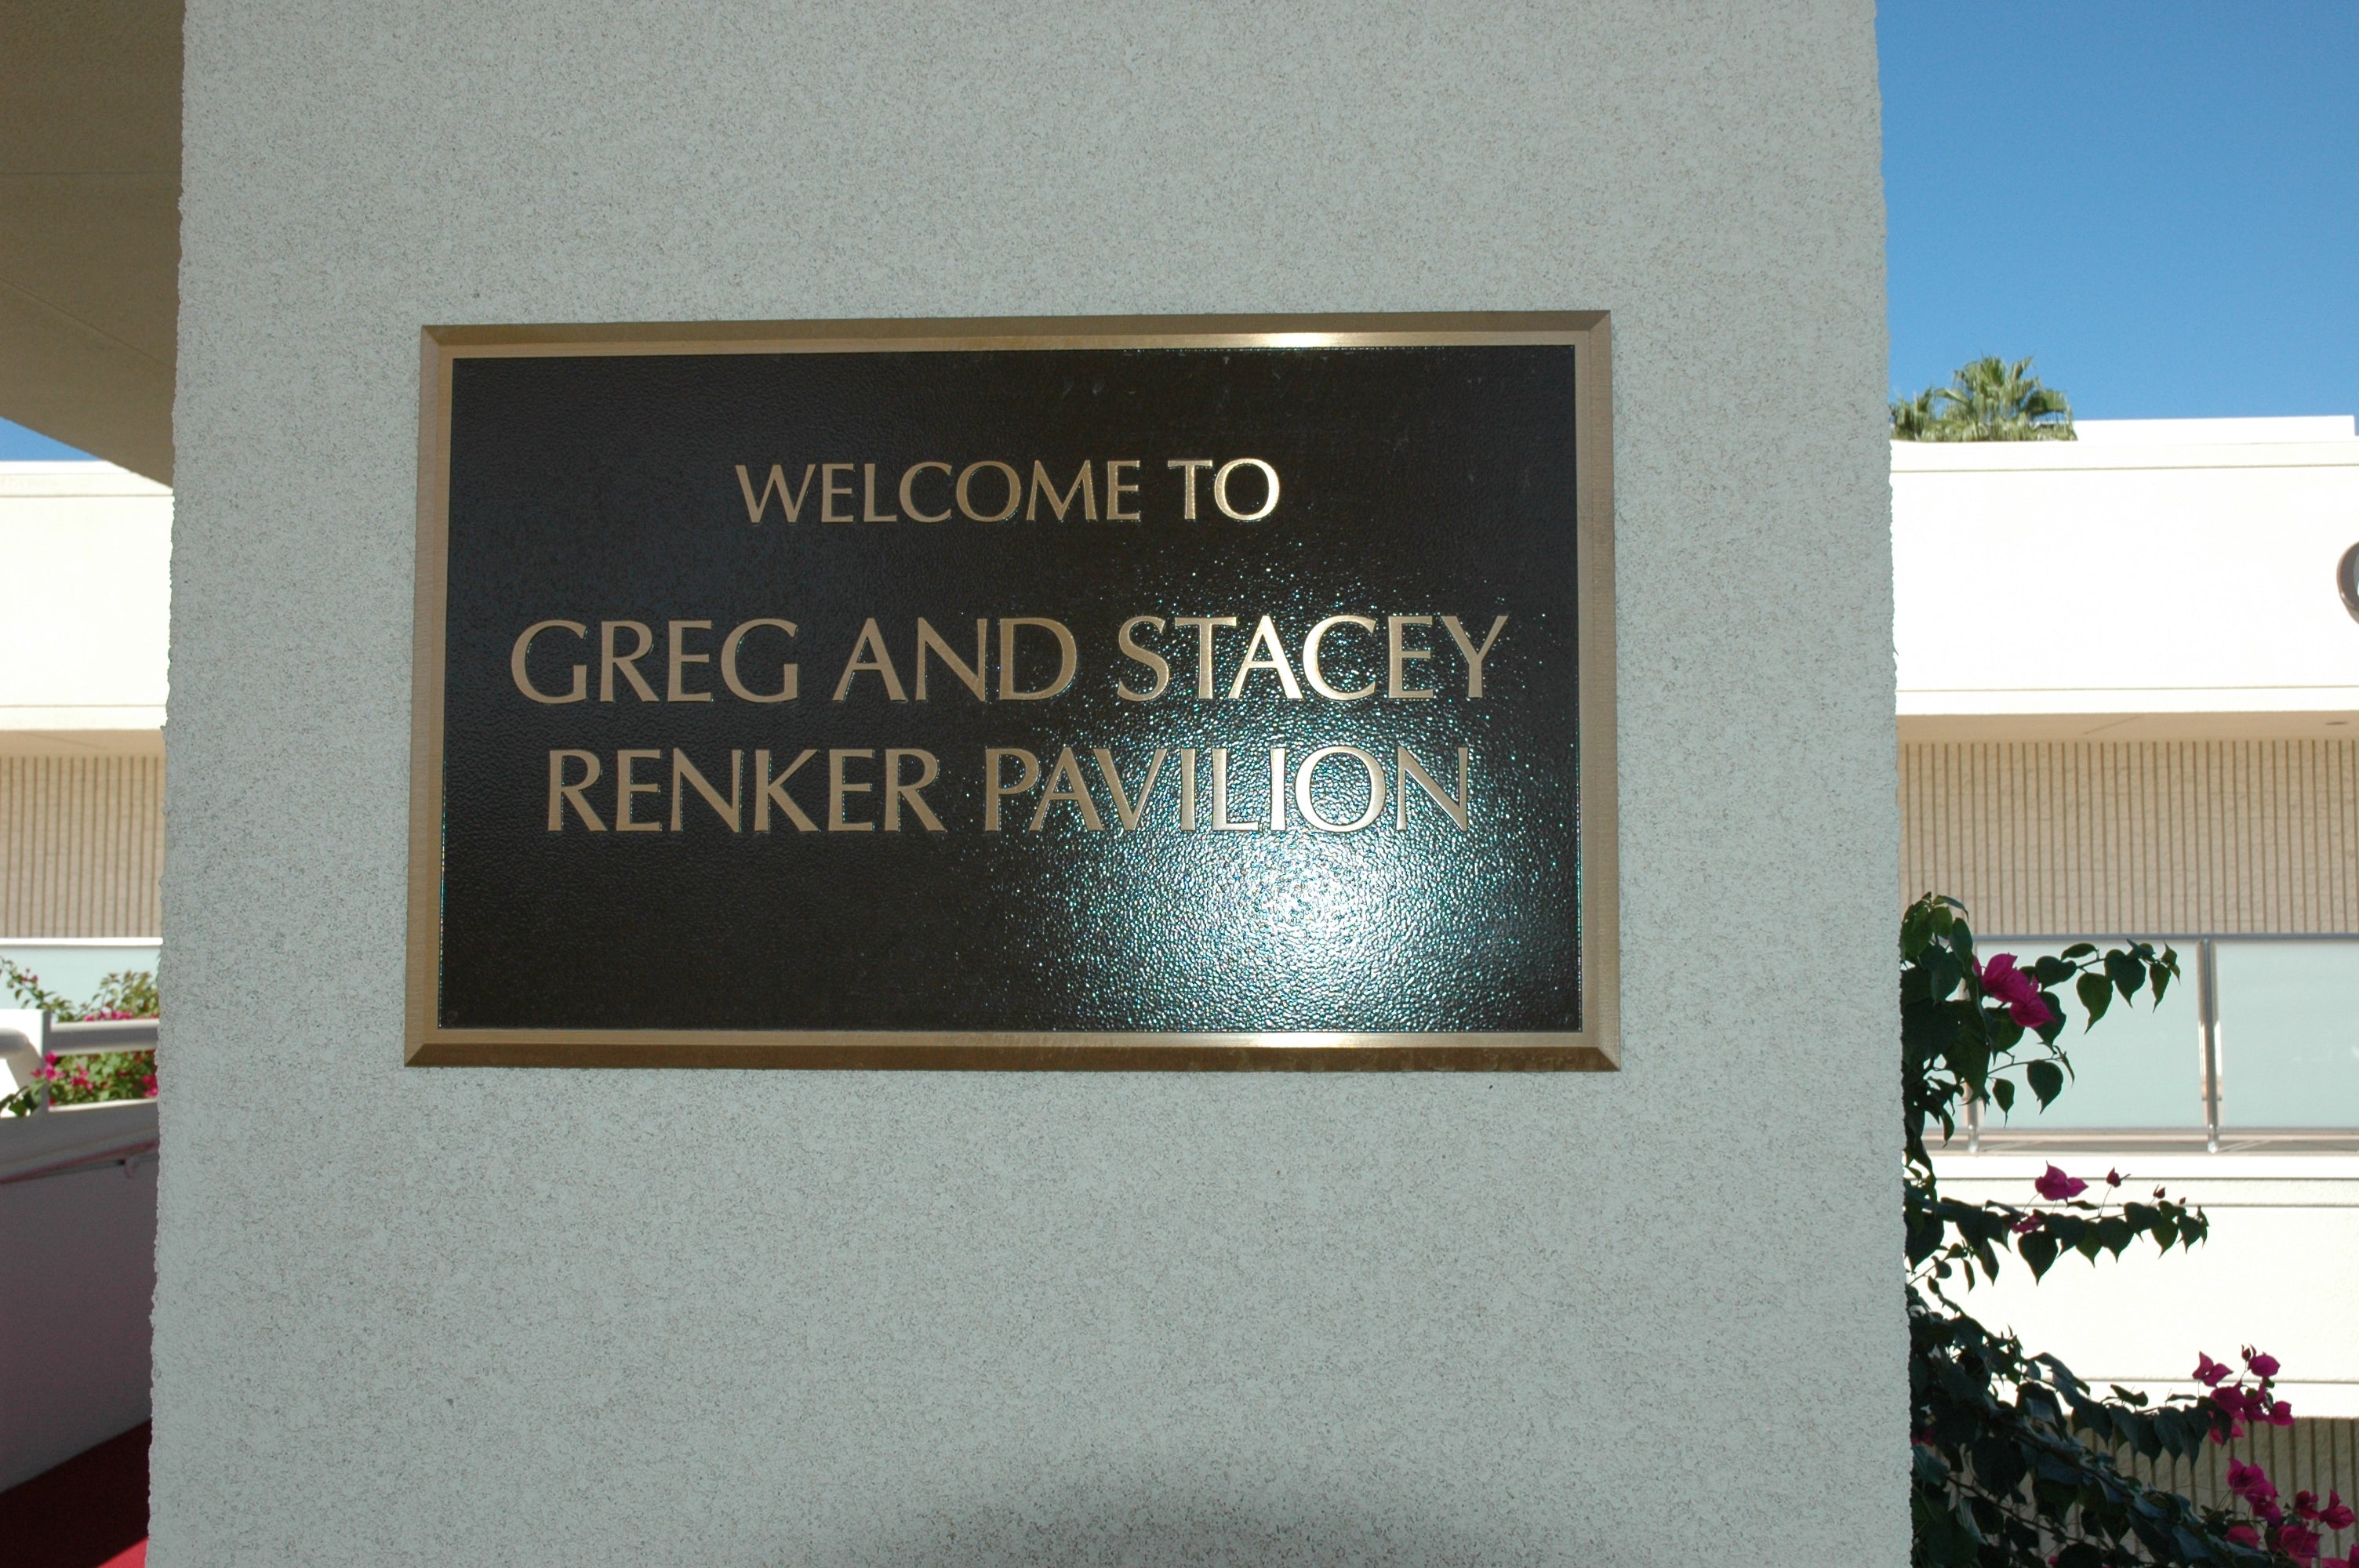 WELCOME TO
GREG AND STACEY
RENKER PAVILION